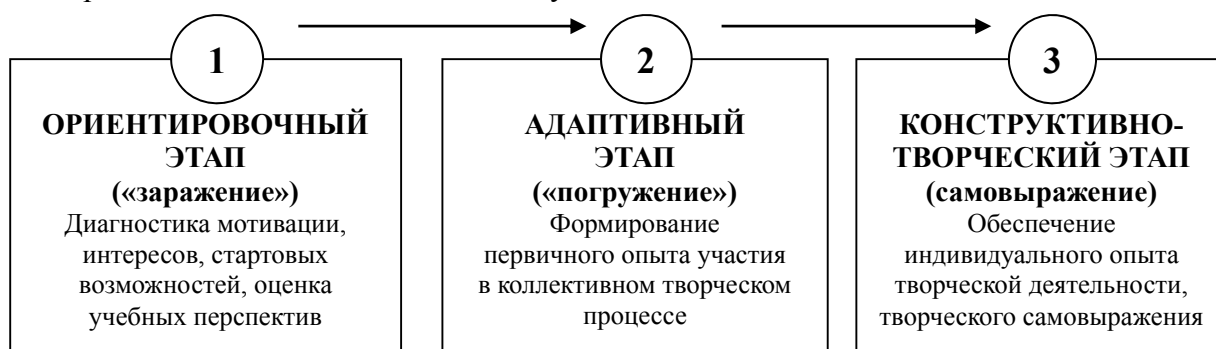 1
ОРИЕНТИРОВОЧНЫЙ
ЭТАП
(«заражение»)
Диагностика мотивации,
интересов, стартовых
возможностей, оценка
учебных перспектив
2
АДАПТИВНЫЙ
ЭТАП
(«погружение»)
Формирование
первичного опыта участия
в коллективном творческом
процессе
3
КОНСТРУКТИВНО-
ТВОРЧЕСКИЙ ЭТАП
(самовыражение)
Обеспечение
индивидуального опыта
творческой деятельности,
творческого самовыражения